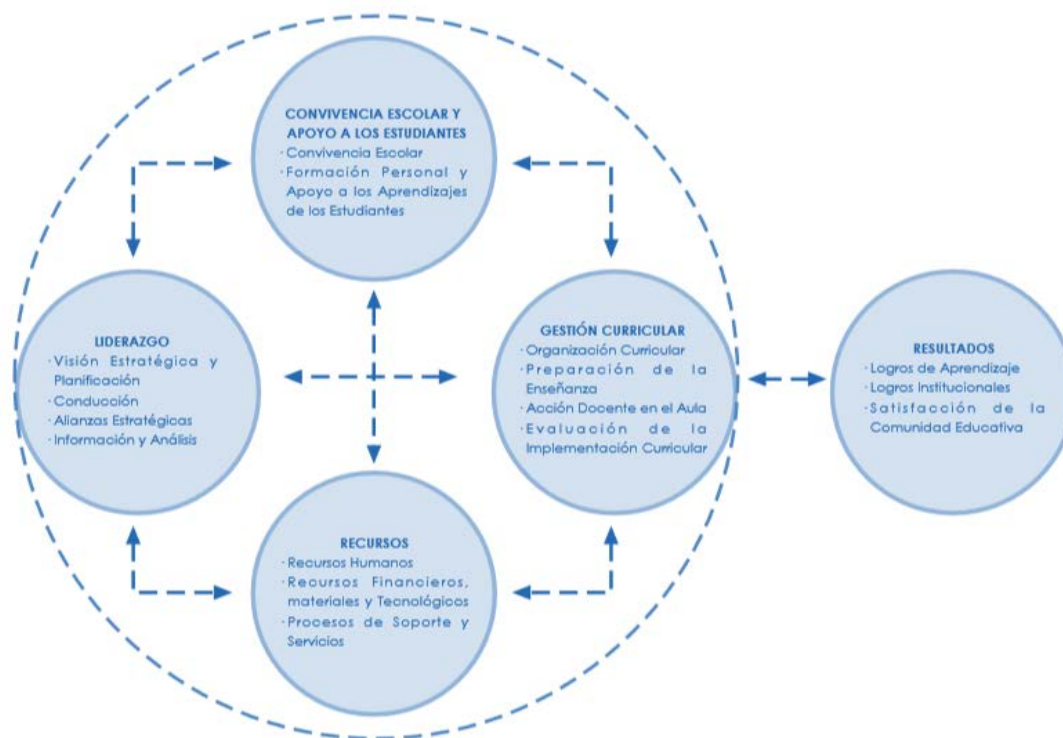 CONVIVENCIA ESCOLAR Y
APOYO A LOS ESTUDIANTES
· Convivencia Escolar
· Formación Personal y
Apoyo a los Aprendizajes
de los Estudiantes
LIDERAZGO
· Visión Estratégica y
Planificación
· Conducción
· Alianzas Estratégicas
· Información y Análisis
GESTIÓN CURRICULAR
· Organización Curricular
· Preparación de la
Enseñanza
· Acción Docente en el Aula
· Evaluación de la
Implementación Curricular
RESULTADOS
· Logros de Aprendizaje
· Logros Institucionales
· Satisfacción de la
Comunidad Educativa
RECURSOS
· Recursos Humanos
· Recursos Financieros,
materiales y Tecnológicos
· Procesos de Soporte y
Servicios